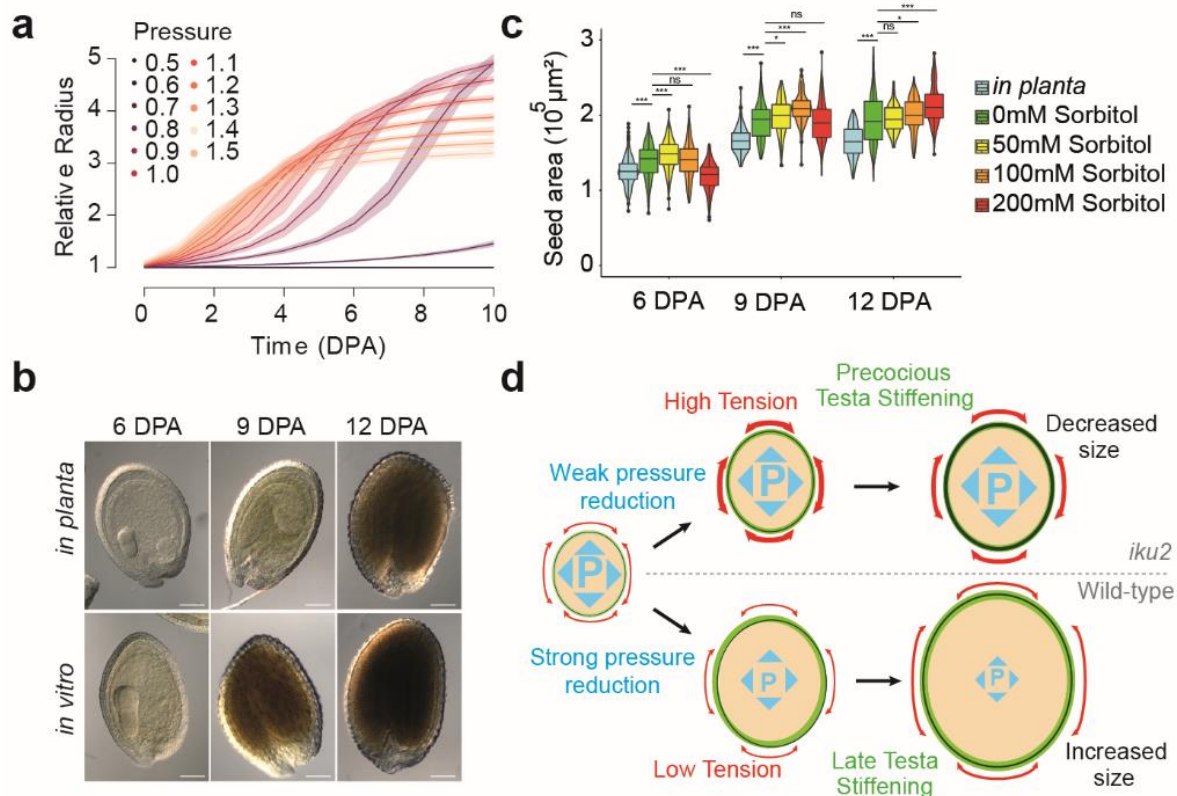 a
Pressure
0.5
0.6
0.7
0.8
0.9
1.0
1.1
1.2
1.3
1.4
1.5
Relative Radius
5
4
3
2
1
0 2 4 6 8 10
Time (DPA)
b
6 DPA 9 DPA 12 DPA
in planta
in vitro
c
Seed area (10⁵μm²)
3
2
1
0
*** *** ns ***
*** * *** ns
*** ns * ***
6 DPA 9 DPA 12 DPA
in planta
0mM Sorbitol
50mM Sorbitol
100mM Sorbitol
200mM Sorbitol
d
High Tension
Precocious
Testa Stiffening
Decreased
size
Weak pressure
reduction
P
P
P
iku2
Wild-type
Strong pressure
reduction
P
P
Low Tension
Late Testa
Stiffening
Increased
size